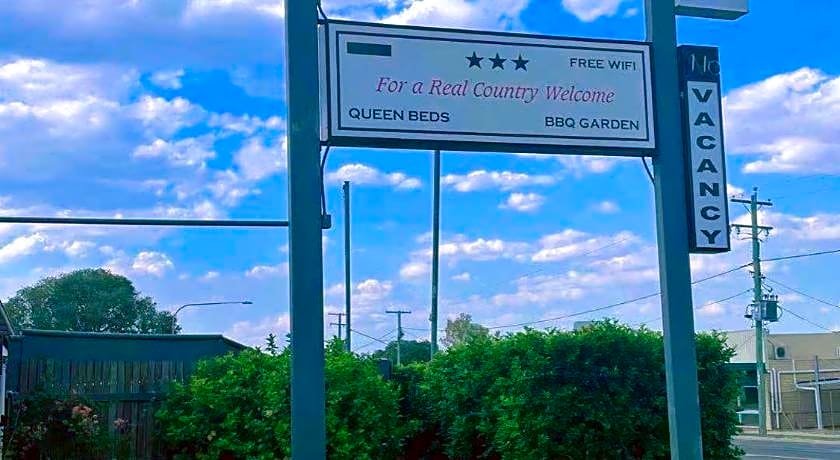 FREE WIFI
For a Real Country Welcome
QUEEN BEDS
BBQ GARDEN
No
VACANCY